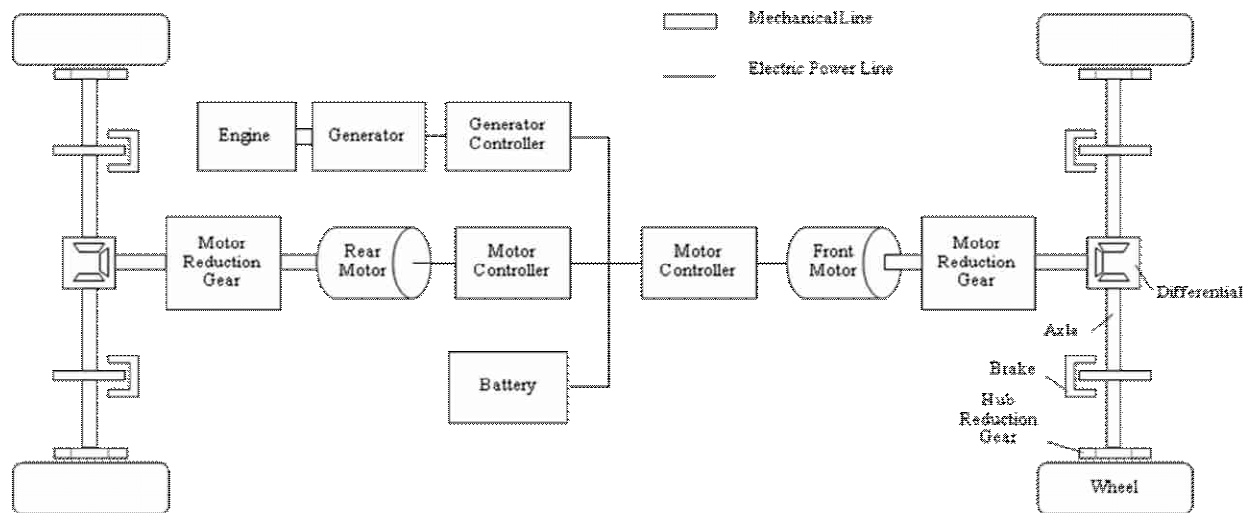 Mechanical Line
Electric Power Line
Engine
Generator
Generator
Controller
Motor
Reduction
Gear
Rear
Motor
Motor
Controller
Motor
Controller
Front
Motor
Motor
Reduction
Gear
Differential
Axle
Battery
Brake
Hub
Reduction
Gear
Wheel